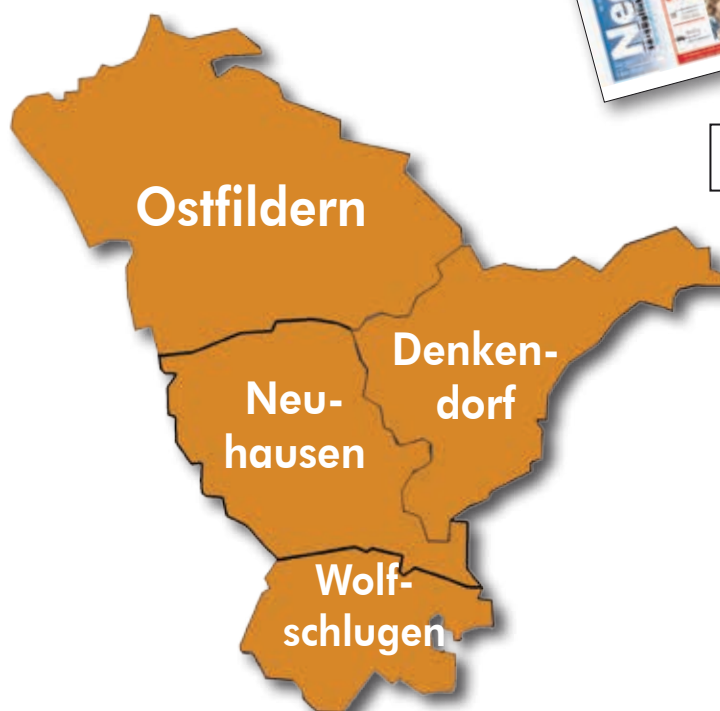 Ostfildern
Denken-
dorf
Neu-
hausen
Wolf-
schlugen